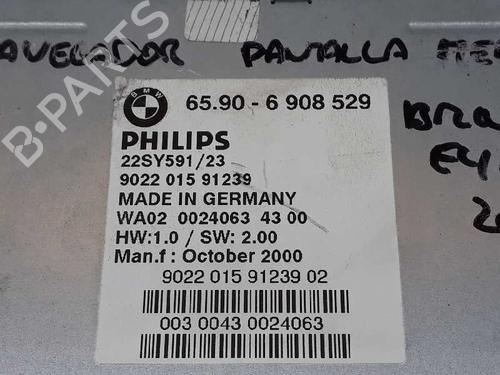 PANTALLA
BMW
65.90 - 6 908 529
PHILIPS
22SY591/23
9022 015 91239
MADE IN GERMANY
WA02 0024063 43 00
HW:1.0 / SW: 2.00
Man.f : October 2000
9022 015 91239 02
003 0043 0024063
B-PARTS